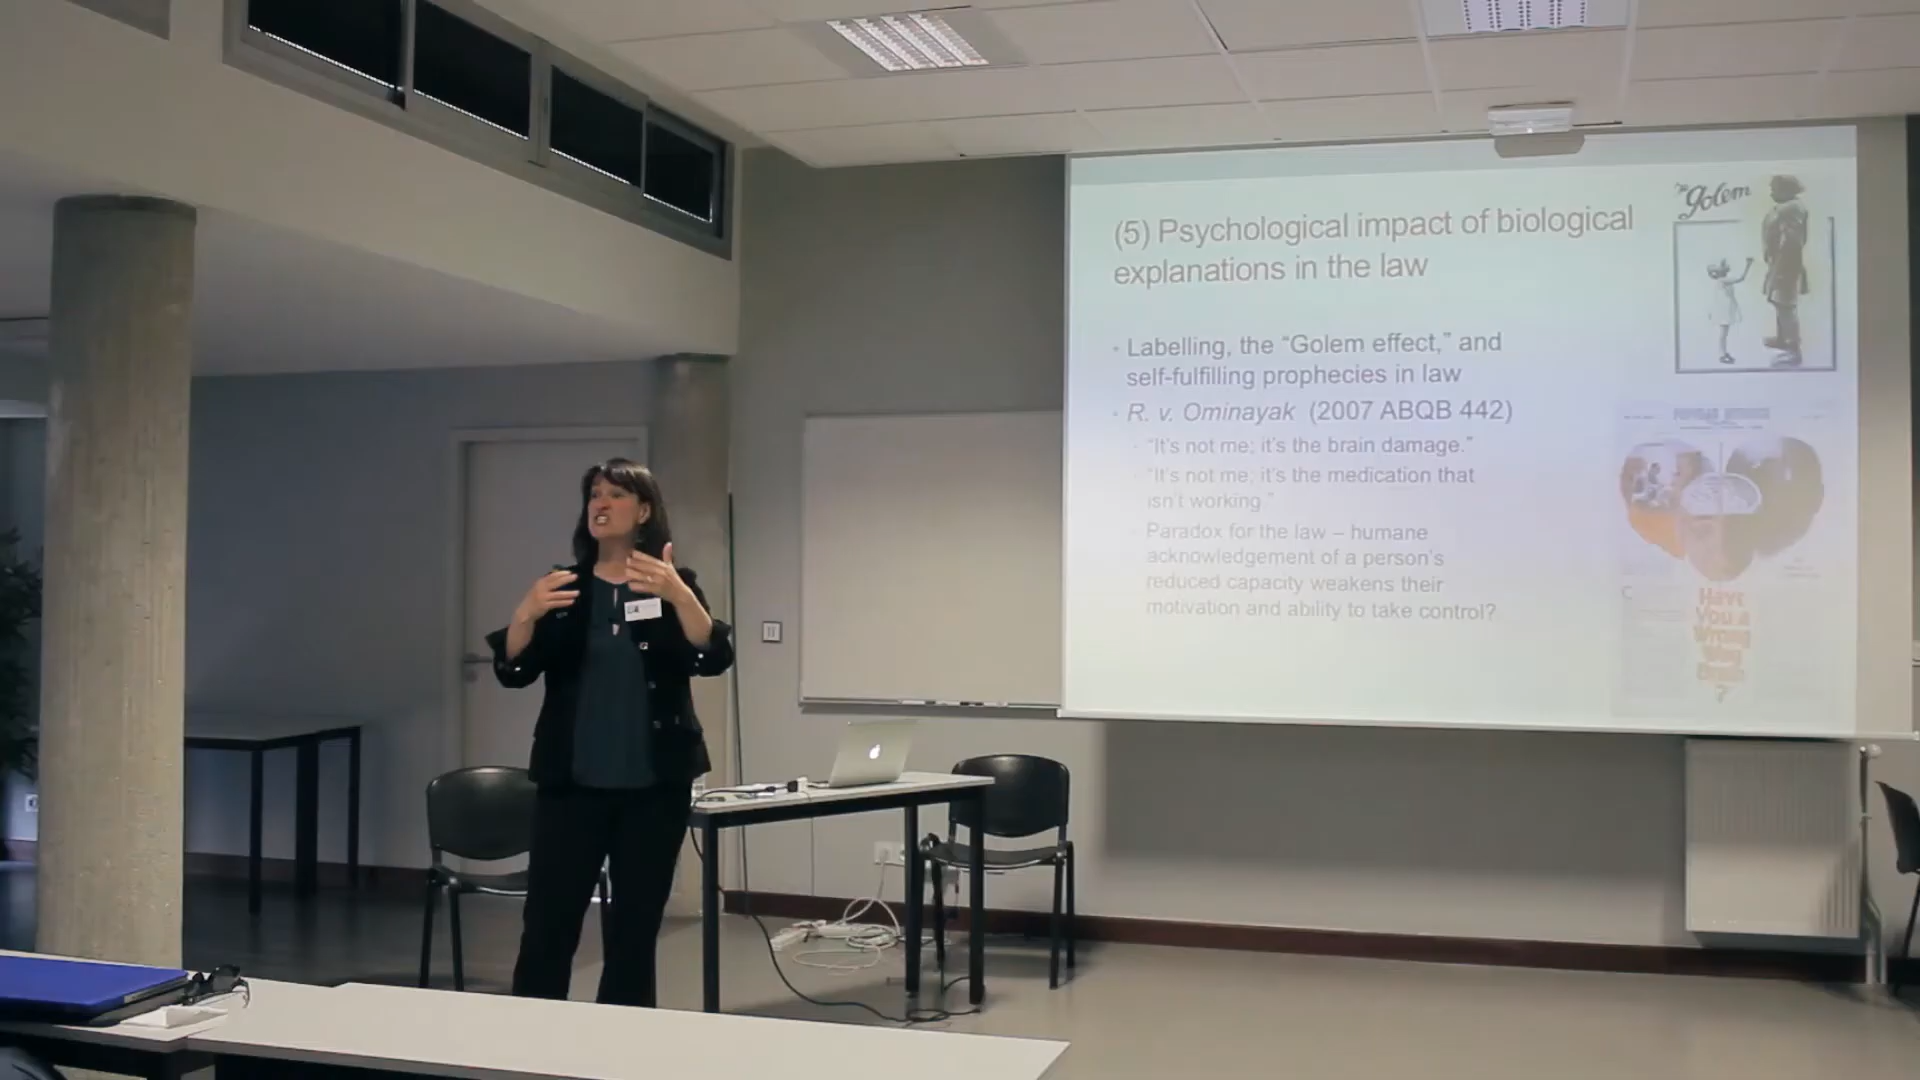 (5) Psychological impact of biological
explanations in the law
The Golem
• Labelling, the “Golem effect,” and
self-fulfilling prophecies in law
• R. v. Ominayak (2007 ABQB 442)
“It’s not me; it’s the brain damage.”
“It’s not me; it’s the medication that
isn’t working”
Paradox for the law – humane
acknowledgement of a person’s
reduced capacity weakens their
motivation and ability to take control?
POPULAR SCIENCE
Have
You a
Wrong
Way
Brain
?